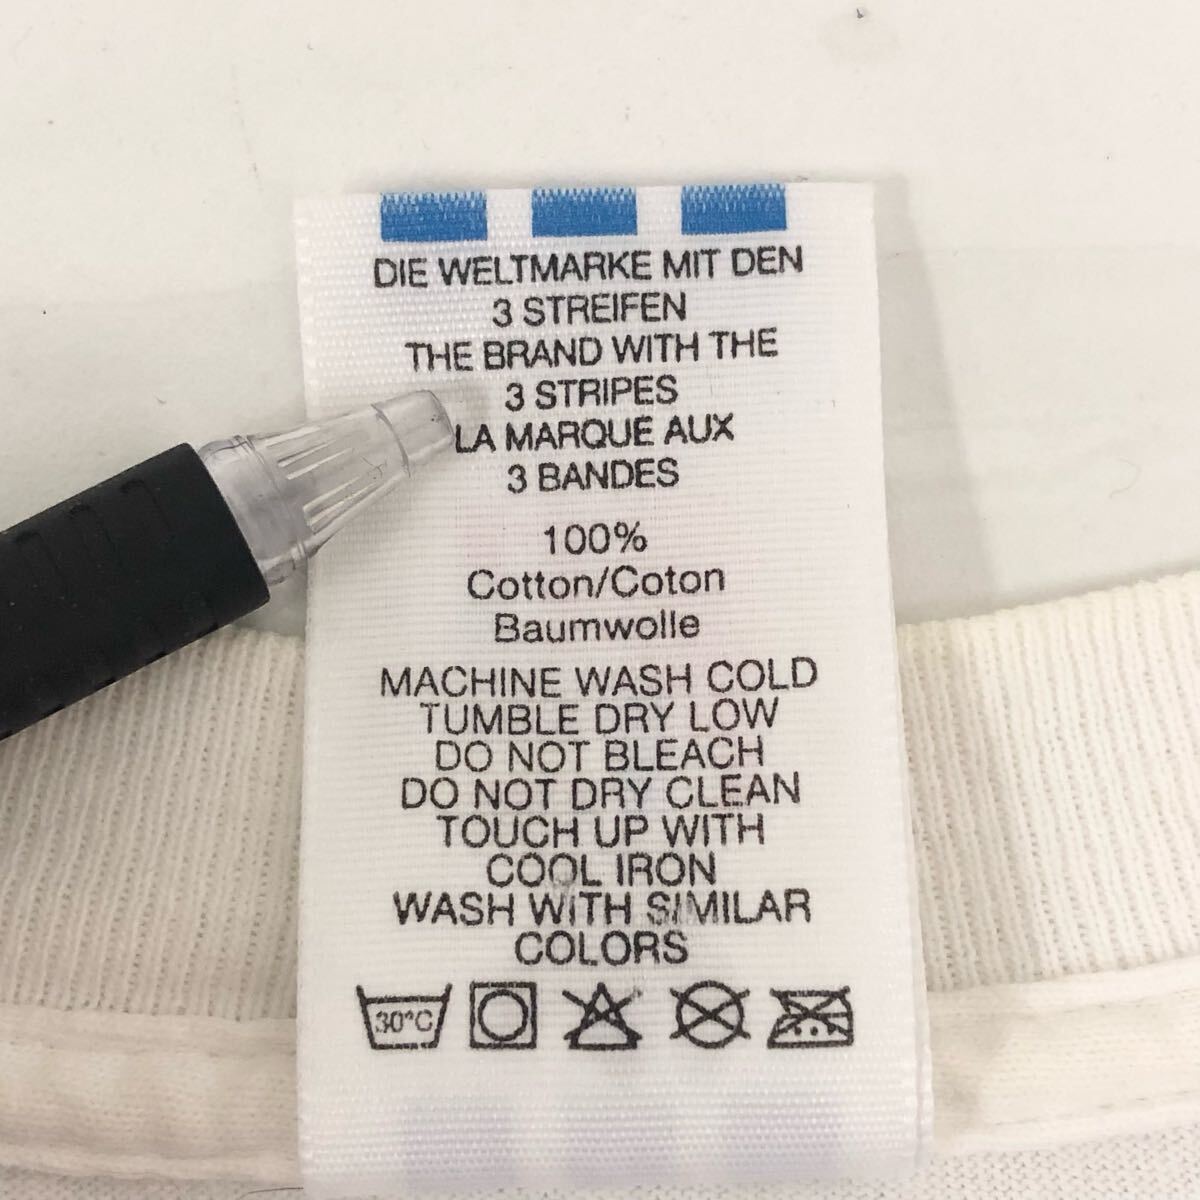 DIE WELTMARKE MIT DEN
3 STREIFEN
THE BRAND WITH THE
3 STRIPES
LA MARQUE AUX
3 BANDES
100%
Cotton/Coton
Baumwolle
MACHINE WASH COLD
TUMBLE DRY LOW
DO NOT BLEACH
DO NOT DRY CLEAN
TOUCH UP WITH
COOL IRON
WASH WITH SIMILAR
COLORS
30°C